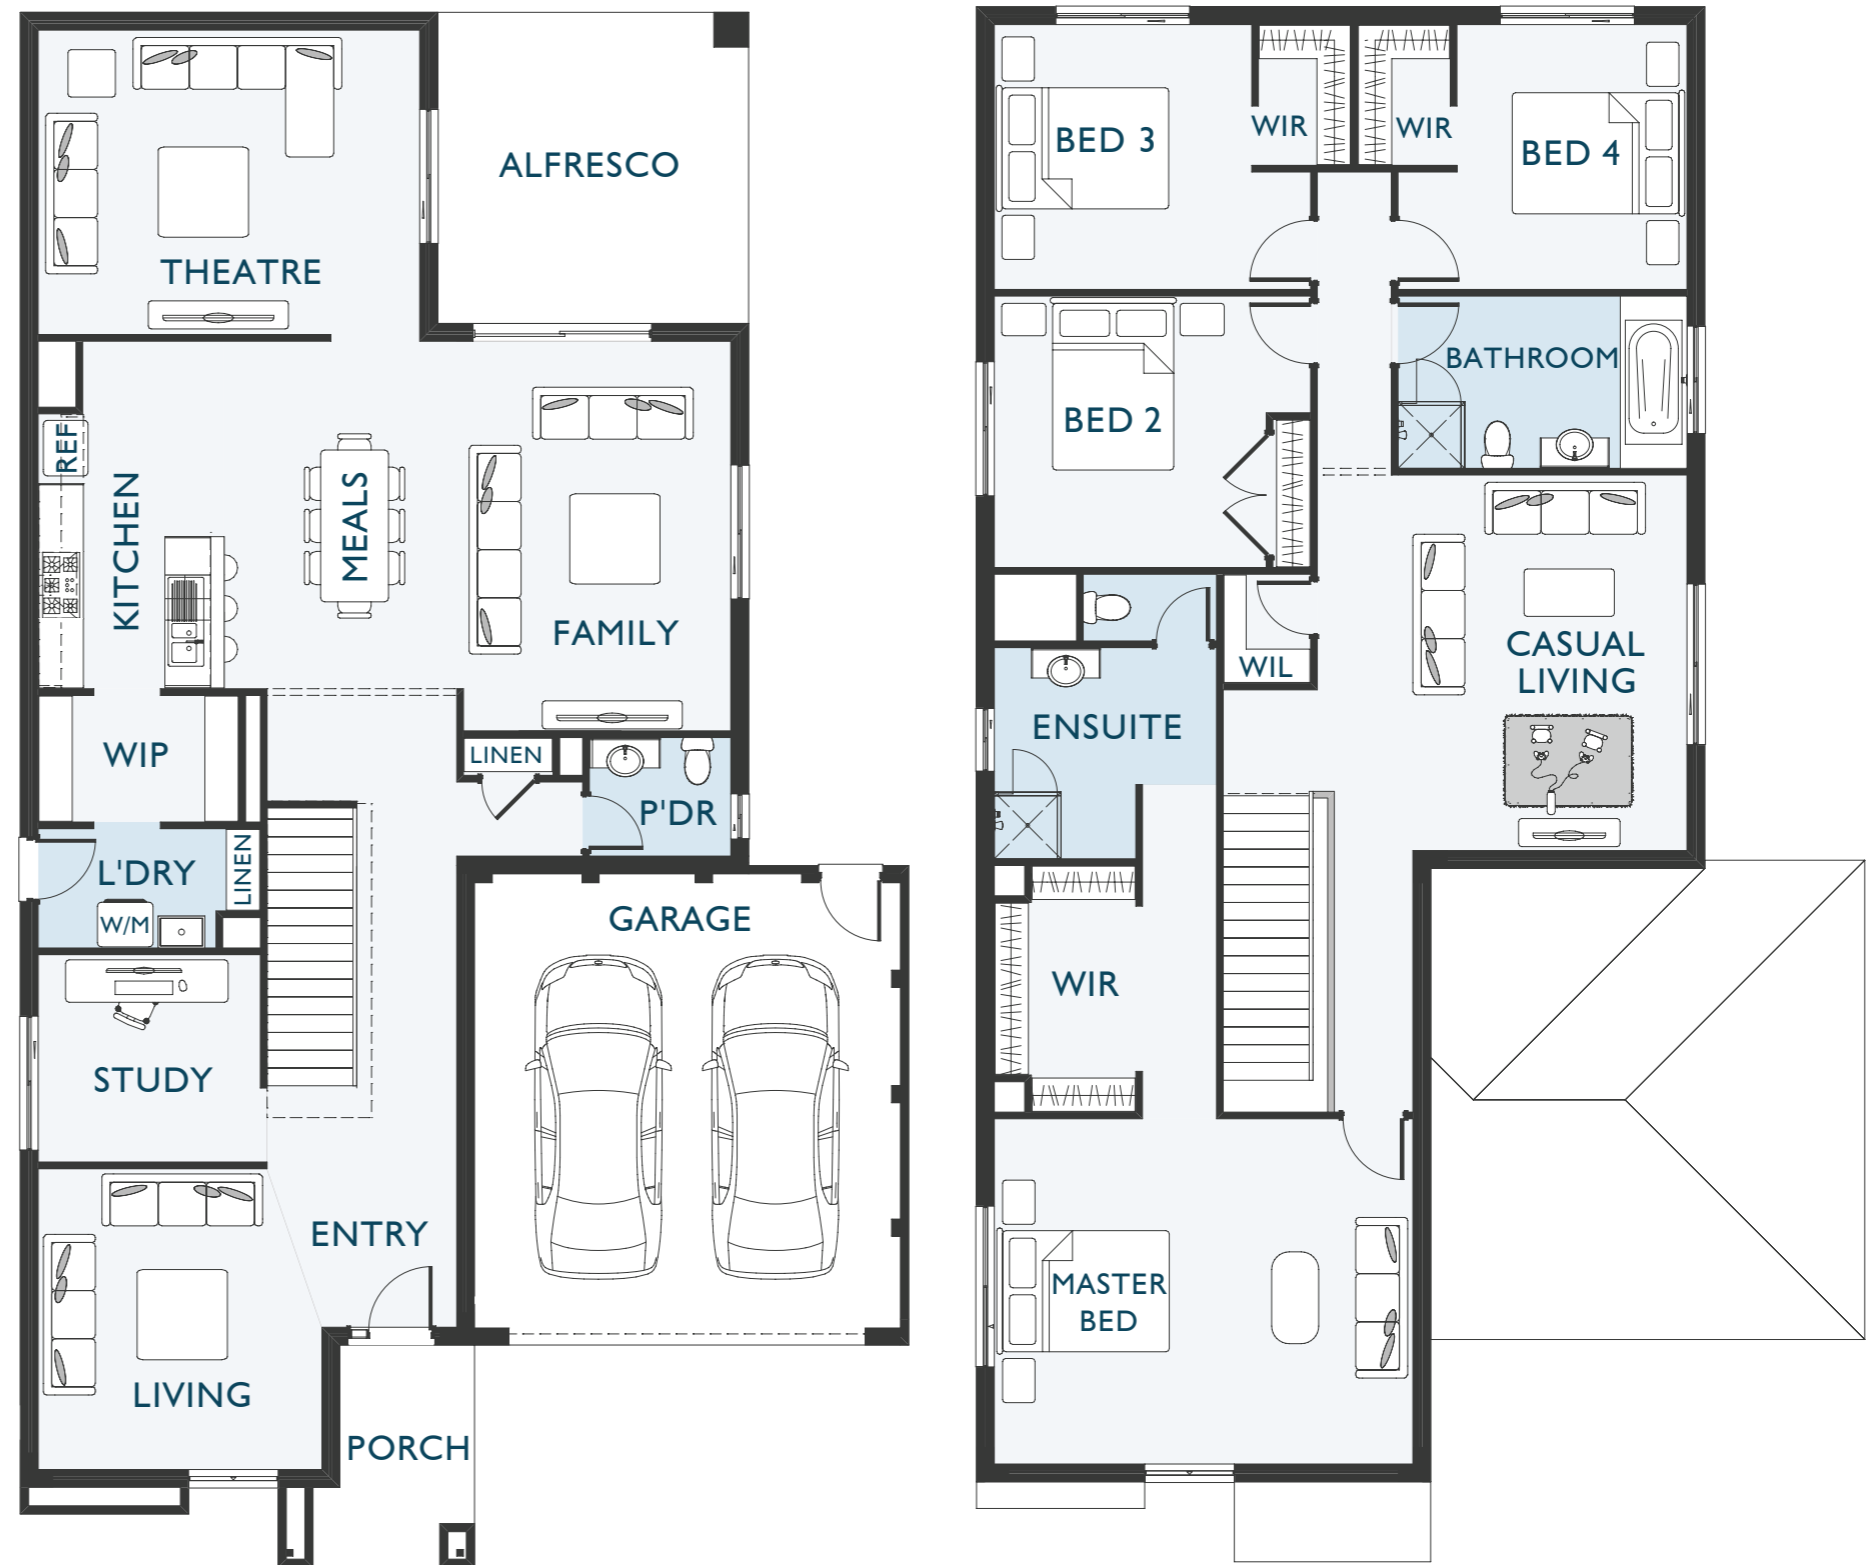 ALFRESCO
THEATRE
REF
KITCHEN
MEALS
FAMILY
WIP
LINEN
P'DR
L'DRY
LINEN
W/M
GARAGE
STUDY
ENTRY
LIVING
PORCH
BED 3
WIR
WIR
BED 4
BATHROOM
BED 2
CASUAL
LIVING
WIL
ENSUITE
WIR
MASTER
BED